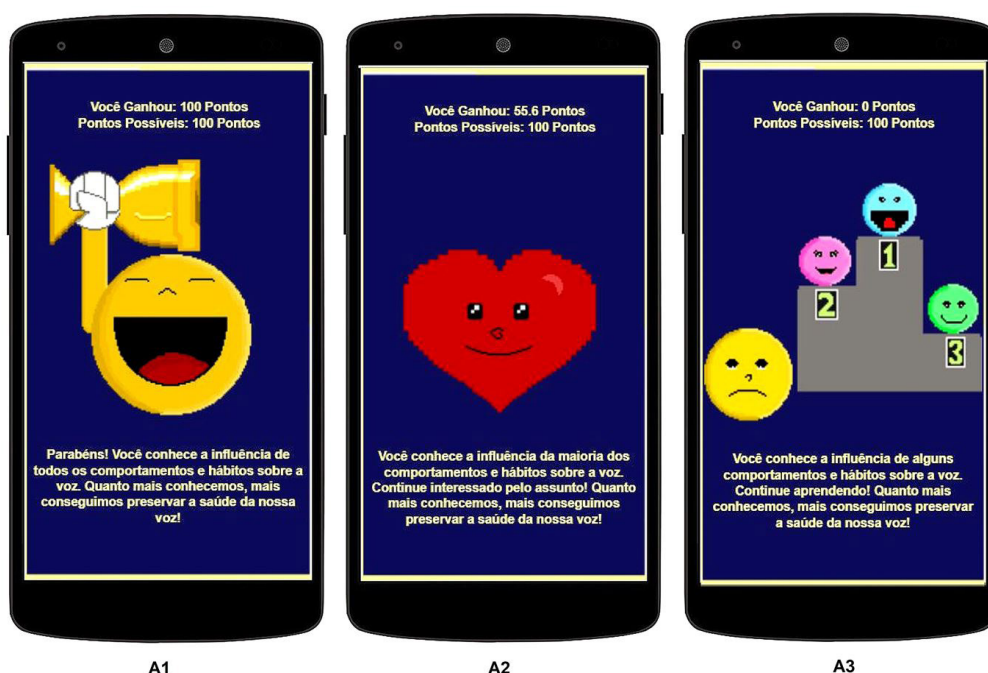 Você Ganhou: 100 Pontos
Pontos Possíveis: 100 Pontos
Parabéns! Você conhece a influência de
todos os comportamentos e hábitos sobre a
voz. Quanto mais conhecemos, mais
conseguimos preservar a saúde da nossa
voz!
A1
Você Ganhou: 55.6 Pontos
Pontos Possíveis: 100 Pontos
Você conhece a influência da maioria dos
comportamentos e hábitos sobre a voz.
Continue interessado pelo assunto! Quanto
mais conhecemos, mais conseguimos
preservar a saúde da nossa voz!
A2
Você Ganhou: 0 Pontos
Pontos Possíveis: 100 Pontos
1
2
3
Você conhece a influência de alguns
comportamentos e hábitos sobre a voz.
Continue aprendendo! Quanto mais
conhecemos, mais conseguimos preservar
a saúde da nossa voz!
A3